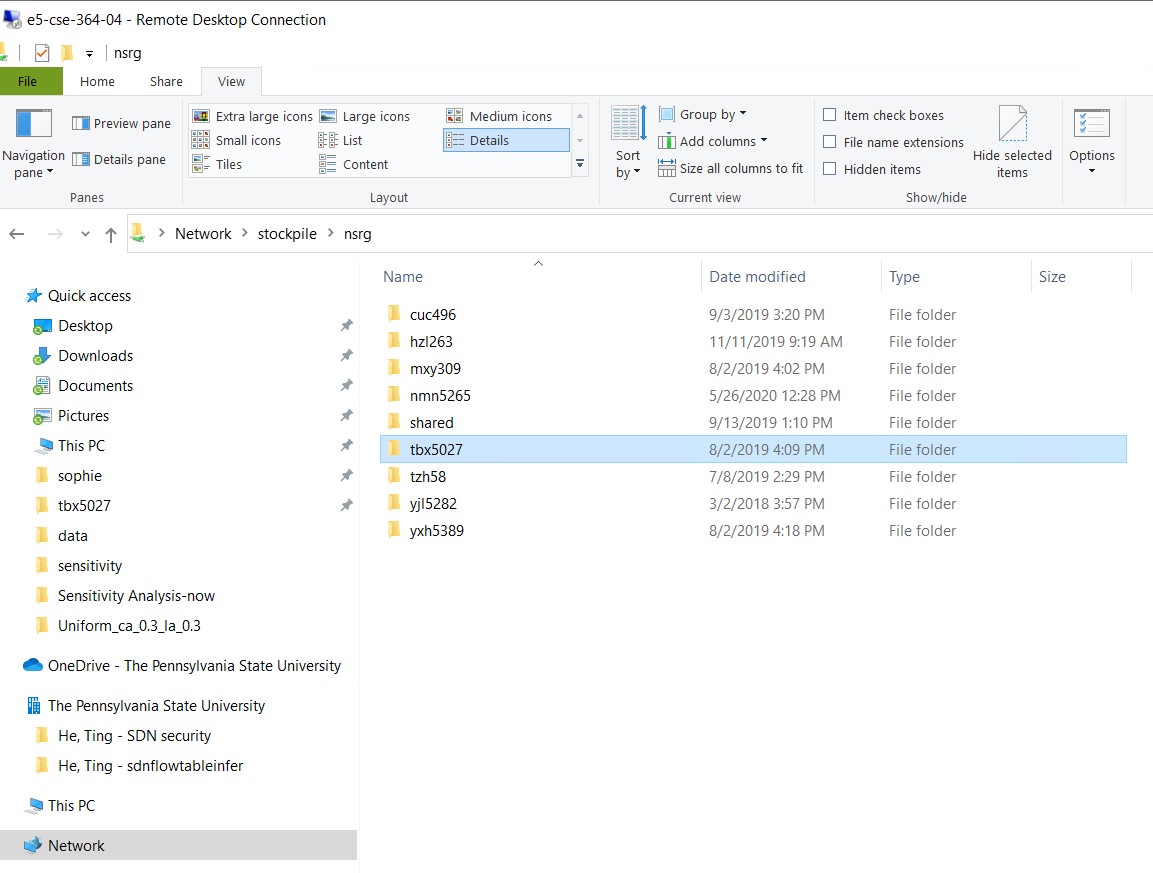 e5-cse-364-04 - Remote Desktop Connection
nsrg
File Home Share View
Navigation pane
Preview pane
Details pane
Panes
Extra large icons Large icons Medium icons
Small icons List Details
Tiles Content
Layout
Sort by
Group by
Add columns
Size all columns to fit
Current view
Item check boxes
File name extensions
Hidden items
Hide selected items
Show/hide
Options
Network > stockpile > nsrg
Quick access
Desktop
Downloads
Documents
Pictures
This PC
sophie
tbx5027
data
sensitivity
Sensitivity Analysis-now
Uniform_ca_0.3_la_0.3
OneDrive - The Pennsylvania State University
The Pennsylvania State University
He, Ting - SDN security
He, Ting - sdnflowtableinfer
This PC
Network
Name Date modified Type Size
cuc496 9/3/2019 3:20 PM File folder
hzl263 11/11/2019 9:19 AM File folder
mxy309 8/2/2019 4:02 PM File folder
nmn5265 5/26/2020 12:28 PM File folder
shared 9/13/2019 1:10 PM File folder
tbx5027 8/2/2019 4:09 PM File folder
tzh58 7/8/2019 2:29 PM File folder
yjl5282 3/2/2018 3:57 PM File folder
yxh5389 8/2/2019 4:18 PM File folder